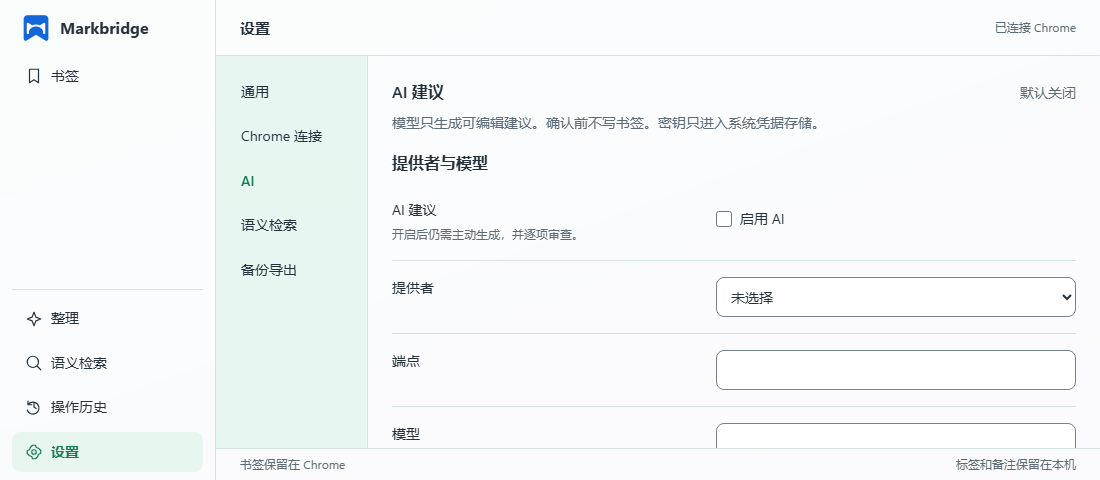 Markbridge
书签
整理
语义检索
操作历史
设置
设置
已连接 Chrome
通用
Chrome 连接
AI
语义检索
备份导出
AI 建议
默认关闭
模型只生成可编辑建议。确认前不写书签。密钥只进入系统凭据存储。
提供者与模型
AI 建议
启用 AI
开启后仍需主动生成，并逐项审查。
提供者
未选择
端点
模型
书签保留在 Chrome
标签和备注保留在本机